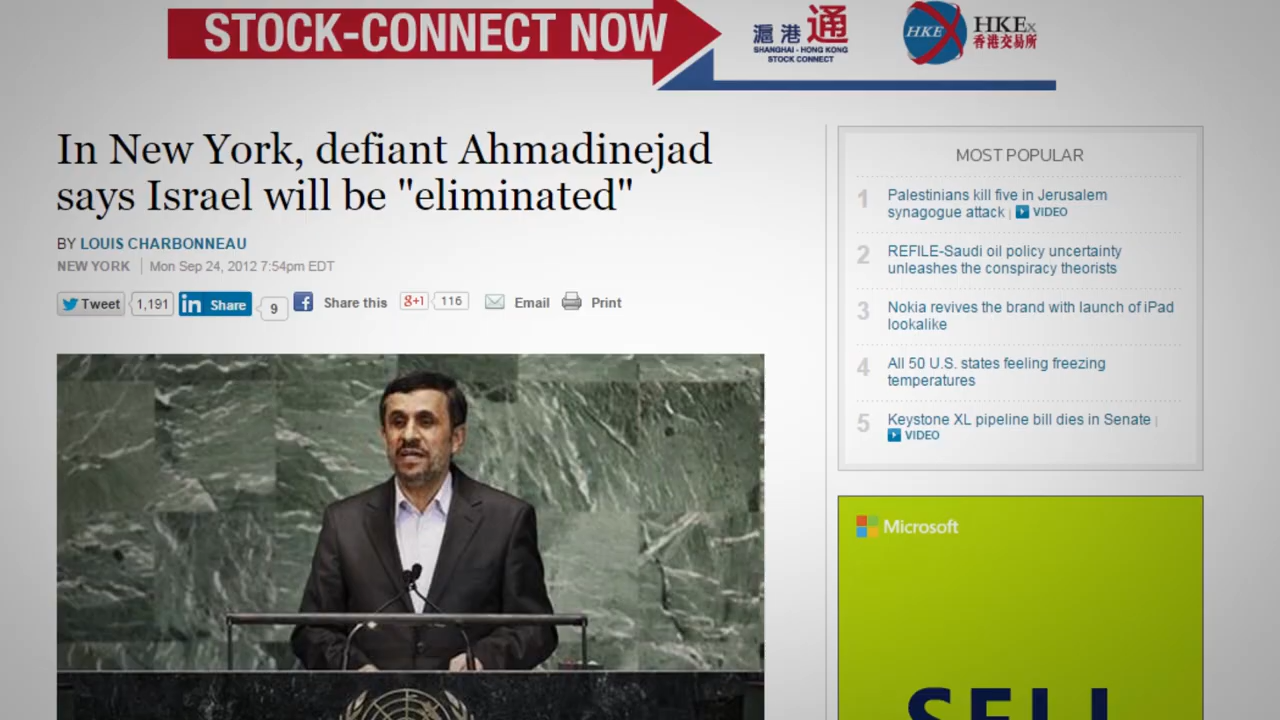 STOCK-CONNECT NOW
滬港通
SHANGHAI - HONG KONG
STOCK CONNECT
HKEx
HKEx
香港交易所
In New York, defiant Ahmadinejad
says Israel will be "eliminated"
BY LOUIS CHARBONNEAU
NEW YORK | Mon Sep 24, 2012 7:54pm EDT
Tweet 1,191 in Share 9 f Share this g+1 116 Email Print
MOST POPULAR
1 Palestinians kill five in Jerusalem
synagogue attack | VIDEO
2 REFILE-Saudi oil policy uncertainty
unleashes the conspiracy theorists
3 Nokia revives the brand with launch of iPad
lookalike
4 All 50 U.S. states feeling freezing
temperatures
5 Keystone XL pipeline bill dies in Senate |
VIDEO
Microsoft
SELL